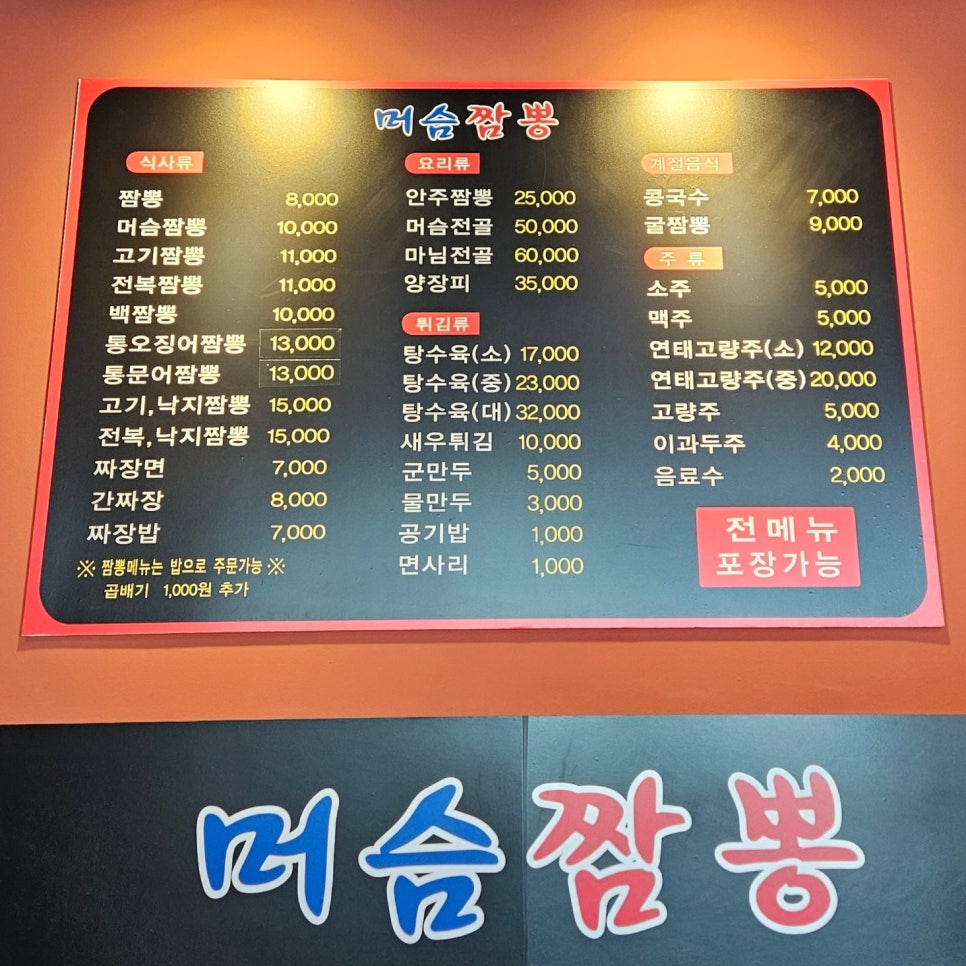 머슴짬뽕
식사류
짬뽕 8,000
머슴짬뽕 10,000
고기짬뽕 11,000
전복짬뽕 11,000
백짬뽕 10,000
통오징어짬뽕 13,000
통문어짬뽕 13,000
고기,낙지짬뽕 15,000
전복,낙지짬뽕 15,000
짜장면 7,000
간짜장 8,000
짜장밥 7,000
※ 짬뽕메뉴는 밥으로 주문가능 ※
곱배기 1,000원 추가
요리류
안주짬뽕 25,000
머슴전골 50,000
마님전골 60,000
양장피 35,000
튀김류
탕수육(소) 17,000
탕수육(중) 23,000
탕수육(대) 32,000
새우튀김 10,000
군만두 5,000
물만두 3,000
공기밥 1,000
면사리 1,000
계절음식
콩국수 7,000
굴짬뽕 9,000
주 류
소주 5,000
맥주 5,000
연태고량주(소) 12,000
연태고량주(중) 20,000
고량주 5,000
이과두주 4,000
음료수 2,000
전메뉴
포장가능
머슴짬뽕